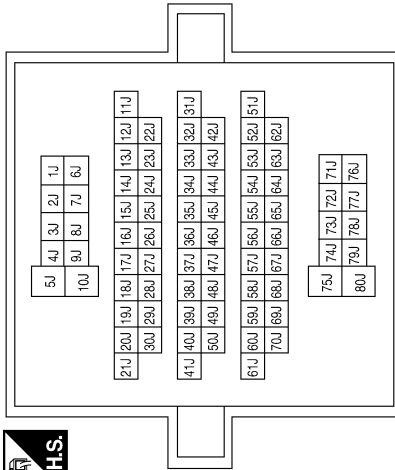 H.S.
5J 4J 3J 2J 1J
10J 9J 8J 7J 6J
21J 20J 19J 18J 17J 16J 15J 14J 13J 12J 11J
30J 29J 28J 27J 26J 25J 24J 23J 22J
41J 40J 39J 38J 37J 36J 35J 34J 33J 32J 31J
50J 49J 48J 47J 46J 45J 44J 43J 42J
61J 60J 59J 58J 57J 56J 55J 54J 53J 52J 51J
70J 69J 68J 67J 66J 65J 64J 63J 62J
75J 74J 73J 72J 71J
80J 79J 78J 77J 76J